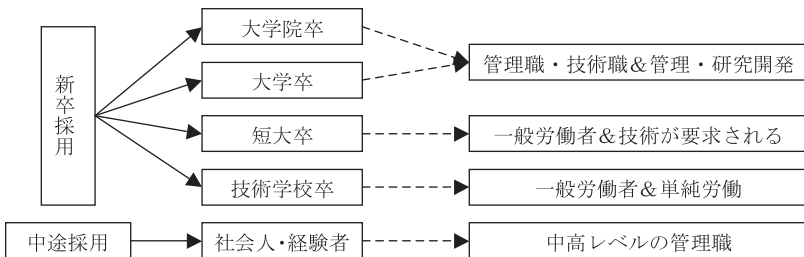 新卒採用
大学院卒
大学卒
短大卒
技術学校卒
管理職・技術職＆管理・研究開発
一般労働者＆技術が要求される
一般労働者＆単純労働
中途採用
社会人・経験者
中高レベルの管理職